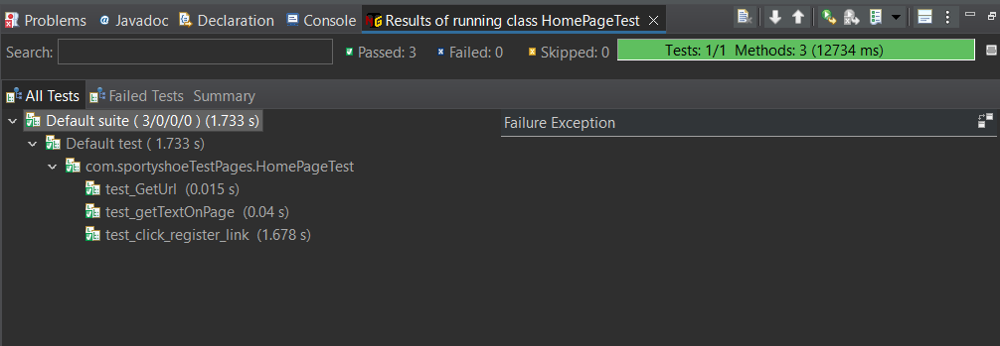 Problems @ Javadoc Declaration Console Results of running class HomePageTest
Search: Passed: 3 Failed: 0 Skipped: 0 Tests: 1/1 Methods: 3 (12734 ms)
All Tests Failed Tests Summary
Default suite ( 3/0/0/0 ) (1.733 s) Failure Exception
Default test ( 1.733 s)
com.sportyshoeTestPages.HomePageTest
test_GetUrl (0.015 s)
test_getTextOnPage (0.04 s)
test_click_register_link (1.678 s)